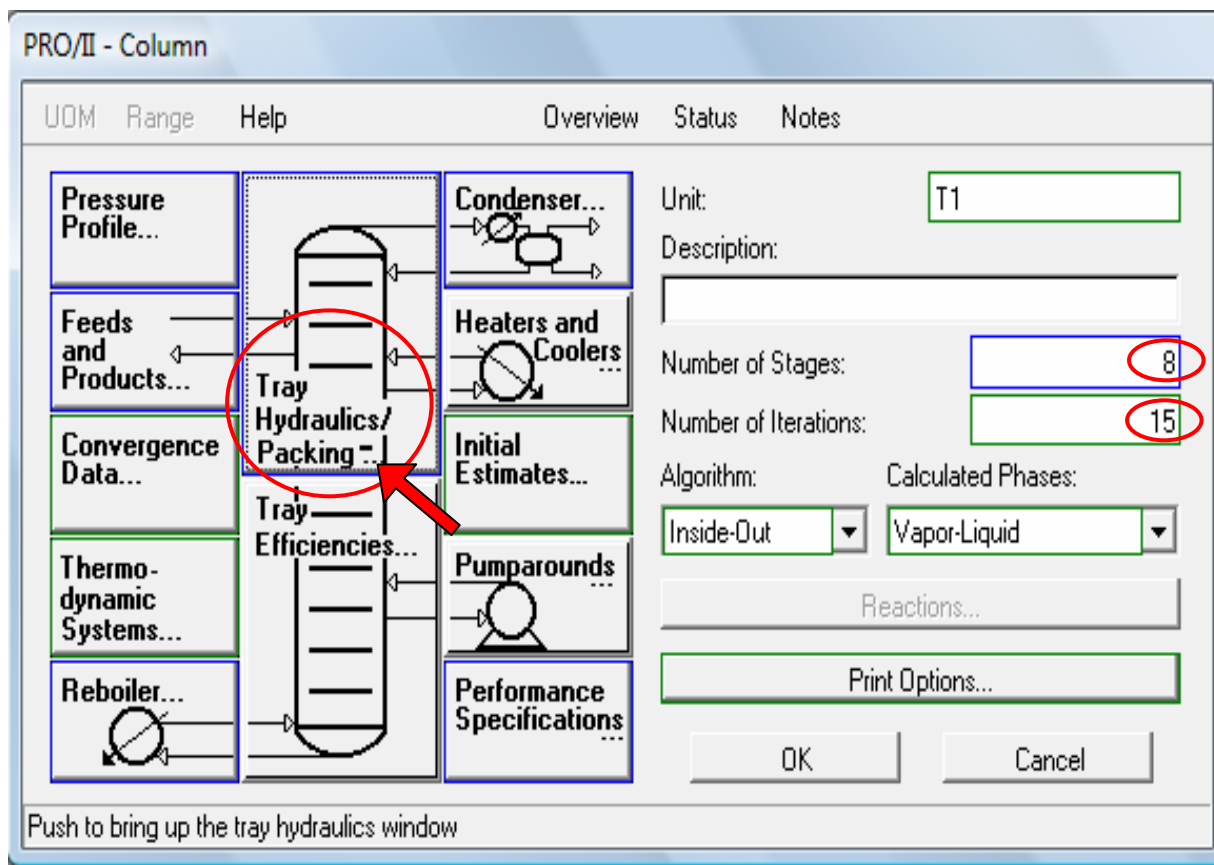 PRO/II - Column
UOM Range Help Overview Status Notes
Pressure
Profile...
Feeds
and
Products...
Convergence
Data...
Thermo-
dynamic
Systems...
Reboiler...
Tray
Hydraulics/
Packing ...
Tray
Efficiencies...
Condenser...
Heaters and
Coolers
...
Initial
Estimates...
Pumparounds
...
Performance
Specifications
...
Unit: T1
Description:
Number of Stages: 8
Number of Iterations: 15
Algorithm: Calculated Phases:
Inside-Out Vapor-Liquid
Reactions...
Print Options...
OK Cancel
Push to bring up the tray hydraulics window